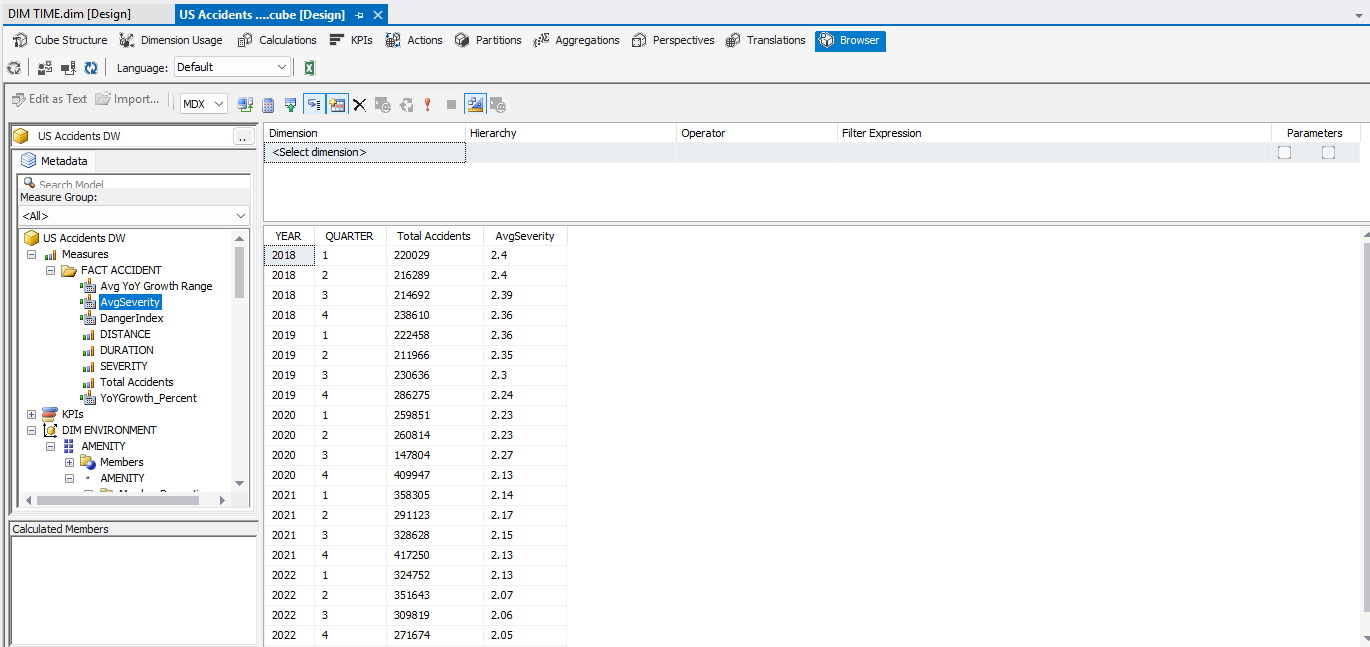 DIM TIME.dim [Design] US Accidents ....cube [Design]
Cube Structure Dimension Usage Calculations KPIs Actions Partitions Aggregations Perspectives Translations Browser
Language: Default
Edit as Text Import... MDX
US Accidents DW ..
Metadata
Search Model
Measure Group:
<All>
US Accidents DW
Measures
FACT ACCIDENT
Avg YoY Growth Range
AvgSeverity
DangerIndex
DISTANCE
DURATION
SEVERITY
Total Accidents
YoYGrowth_Percent
KPIs
DIM ENVIRONMENT
AMENITY
Members
AMENITY
Calculated Members
Dimension Hierarchy Operator Filter Expression Parameters
<Select dimension>
YEAR QUARTER Total Accidents AvgSeverity
2018 1 220029 2.4
2018 2 216289 2.4
2018 3 214692 2.39
2018 4 238610 2.36
2019 1 222458 2.36
2019 2 211966 2.35
2019 3 230636 2.3
2019 4 286275 2.24
2020 1 259851 2.23
2020 2 260814 2.23
2020 3 147804 2.27
2020 4 409947 2.13
2021 1 358305 2.14
2021 2 291123 2.17
2021 3 328628 2.15
2021 4 417250 2.13
2022 1 324752 2.13
2022 2 351643 2.07
2022 3 309819 2.06
2022 4 271674 2.05